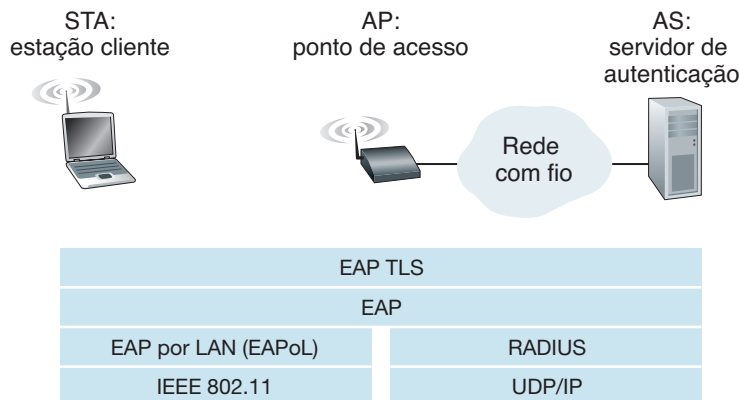 STA:
estação cliente
AP:
ponto de acesso
AS:
servidor de
autenticação
Rede
com fio
EAP TLS
EAP
EAP por LAN (EAPoL)
RADIUS
IEEE 802.11
UDP/IP